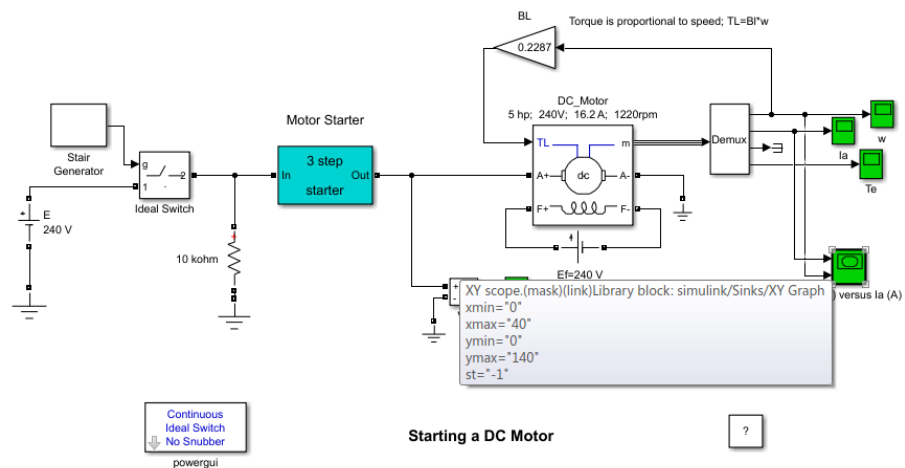 BL
Torque is proportional to speed; TL=Bl*w
0.2287
DC_Motor
5 hp; 240V; 16.2 A; 1220rpm
Motor Starter
Stair
Generator
g
1
2
Ideal Switch
3 step
starter
In
Out
TL
m
A+
dc
A-
F+
F-
Demux
w
Ia
Te
+
E
240 V
+
10 kohm
+
Ef=240 V
+
-
) versus Ia (A)
XY scope.(mask)(link)Library block: simulink/Sinks/XY Graph
xmin="0"
xmax="40"
ymin="0"
ymax="140"
st="-1"
Continuous
Ideal Switch
No Snubber
powergui
Starting a DC Motor
?